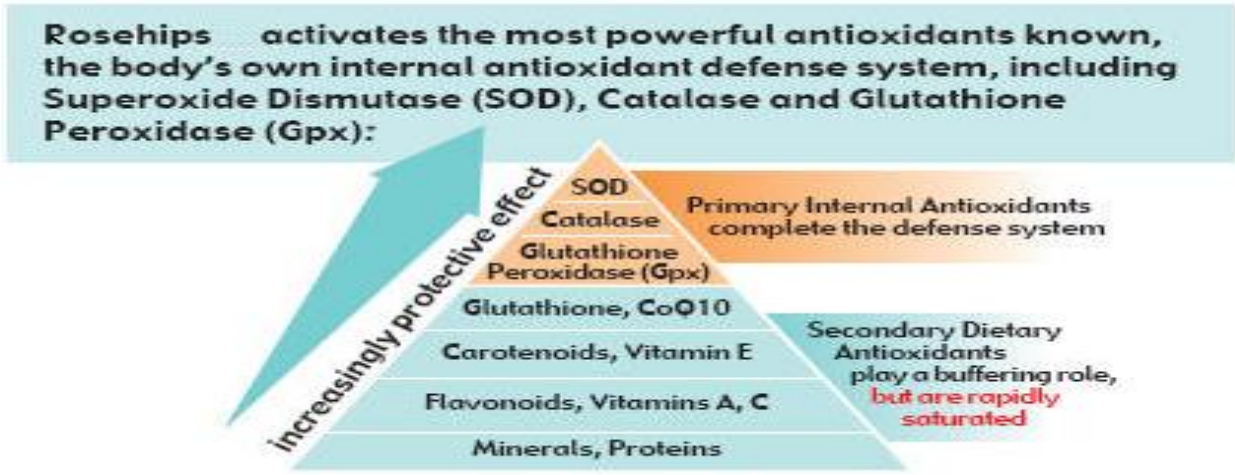 Rosehips activates the most powerful antioxidants known,
the body's own internal antioxidant defense system, including
Superoxide Dismutase (SOD), Catalase and Glutathione
Peroxidase (Gpx):
increasingly protective effect
SOD
Catalase
Glutathione
Peroxidase (Gpx)
Glutathione, CoQ10
Carotenoids, Vitamin E
Flavonoids, Vitamins A, C
Minerals, Proteins
Primary Internal Antioxidants
complete the defense system
Secondary Dietary
Antioxidants
play a buffering role,
but are rapidly
saturated